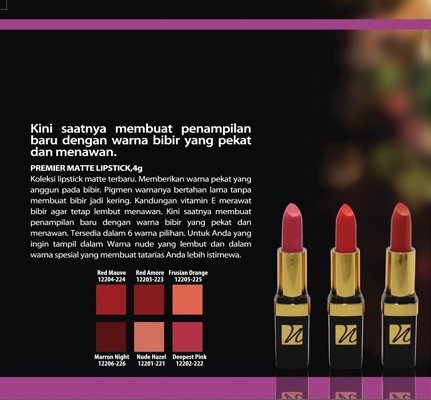 Kini saatnya membuat penampilan
baru dengan warna bibir yang pekat
dan menawan.
PREMIER MATTE LIPSTICK,4g
Koleksi lipstick matte terbaru. Memberikan warna pekat yang
anggun pada bibir. Pigmen warnanya bertahan lama tanpa
membuat bibir jadi kering. Kandungan vitamin E merawat
bibir agar tetap lembut menawan. Kini saatnya membuat
penampilan baru dengan warna bibir yang pekat dan
menawan. Tersedia dalam 6 warna pilihan. Untuk Anda yang
ingin tampil dalam Warna nude yang lembut dan dalam
warna spesial yang membuat tatarias Anda lebih istimewa.
Red Mauve Red Amore Frusian Orange
12204-224 12203-223 12205-225
Marron Night Nude Hazel Deepest Pink
12206-226 12201-221 12202-222